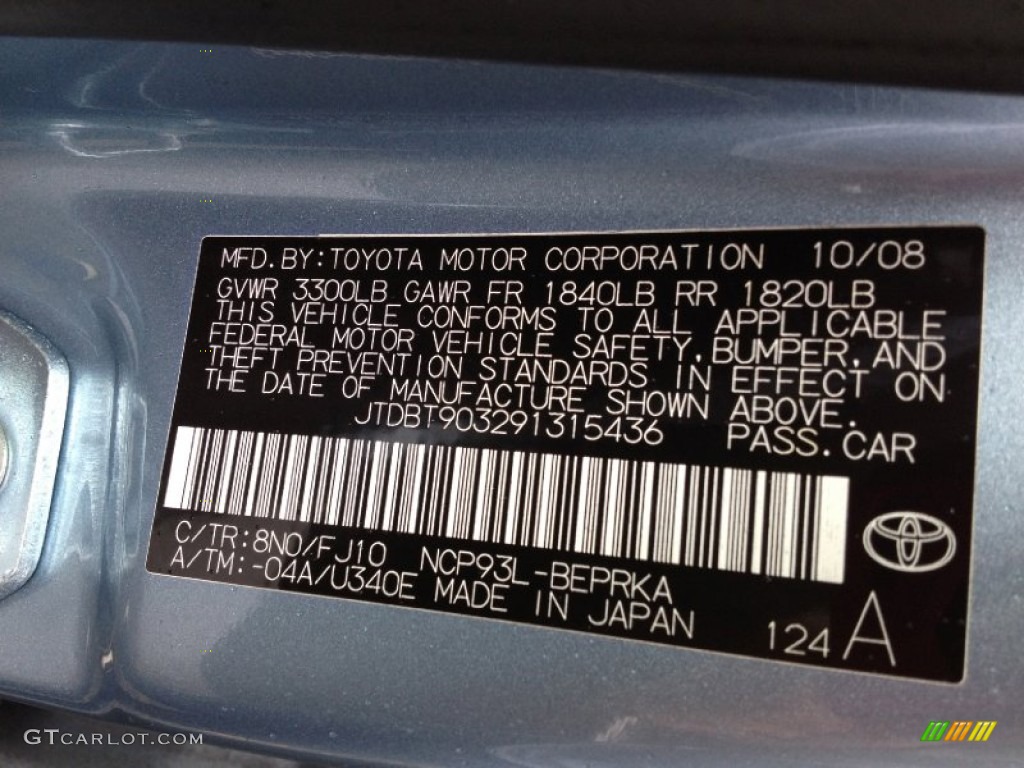 MFD.BY:TOYOTA MOTOR CORPORATION 10/08
GVWR 3300LB GAWR FR 1840LB RR 1820LB
THIS VEHICLE CONFORMS TO ALL APPLICABLE
FEDERAL MOTOR VEHICLE SAFETY,BUMPER,AND
THEFT PREVENTION STANDARDS IN EFFECT ON
THE DATE OF MANUFACTURE SHOWN ABOVE.
JTDBT903291315436 PASS.CAR
C/TR:8N0/FJ10 NCP93L-BEPRKA
A/TM:-04A/U340E MADE IN JAPAN
124 A
GTCARLOT.COM